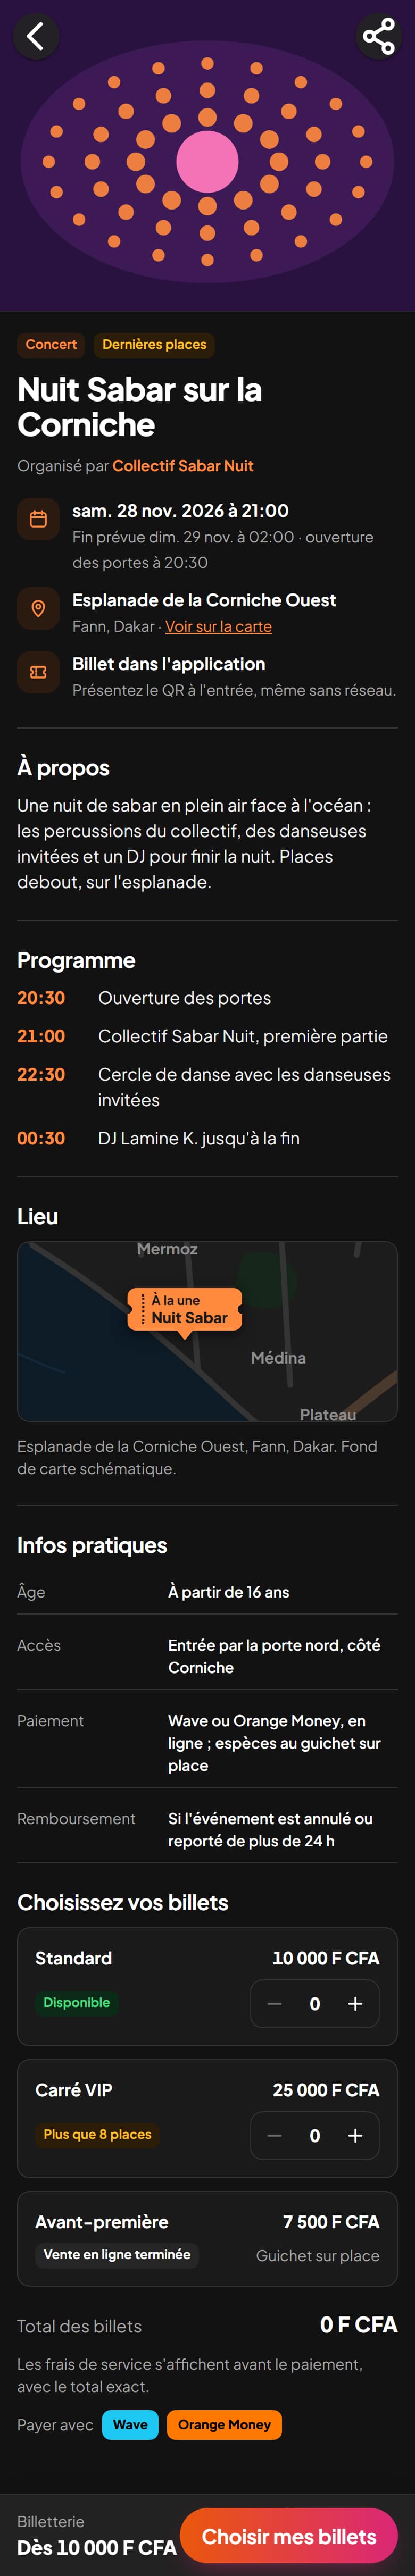 Concert
Dernières places
Nuit Sabar sur la
Corniche
Organisé par Collectif Sabar Nuit
sam. 28 nov. 2026 à 21:00
Fin prévue dim. 29 nov. à 02:00 · ouverture
des portes à 20:30
Esplanade de la Corniche Ouest
Fann, Dakar · Voir sur la carte
Billet dans l'application
Présentez le QR à l'entrée, même sans réseau.
À propos
Une nuit de sabar en plein air face à l'océan :
les percussions du collectif, des danseuses
invitées et un DJ pour finir la nuit. Places
debout, sur l'esplanade.
Programme
20:30 Ouverture des portes
21:00 Collectif Sabar Nuit, première partie
22:30 Cercle de danse avec les danseuses
invitées
00:30 DJ Lamine K. jusqu'à la fin
Lieu
Mermoz
À la une
Nuit Sabar
Médina
Plateau
Esplanade de la Corniche Ouest, Fann, Dakar. Fond
de carte schématique.
Infos pratiques
Âge À partir de 16 ans
Accès Entrée par la porte nord, côté
Corniche
Paiement Wave ou Orange Money, en
ligne ; espèces au guichet sur
place
Remboursement Si l'événement est annulé ou
reporté de plus de 24 h
Choisissez vos billets
Standard 10 000 F CFA
Disponible − 0 +
Carré VIP 25 000 F CFA
Plus que 8 places − 0 +
Avant-première 7 500 F CFA
Vente en ligne terminée Guichet sur place
Total des billets 0 F CFA
Les frais de service s'affichent avant le paiement,
avec le total exact.
Payer avec Wave Orange Money
Billetterie
Dès 10 000 F CFA
Choisir mes billets